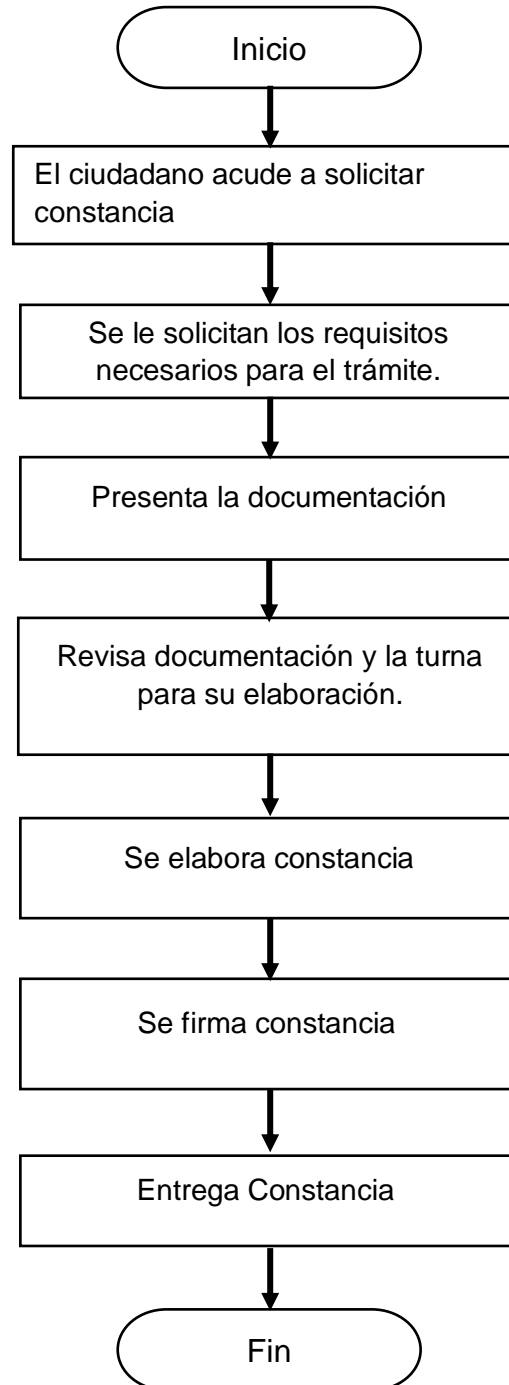 Inicio
El ciudadano acude a solicitar
constancia
Se le solicitan los requisitos
necesarios para el trámite.
Presenta la documentación
Revisa documentación y la turna
para su elaboración.
Se elabora constancia
Se firma constancia
Entrega Constancia
Fin